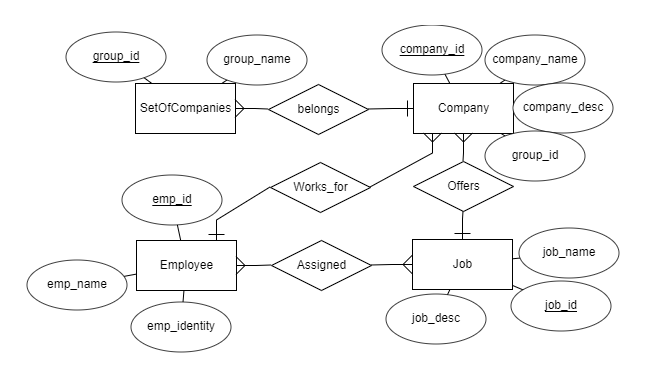 company_id
group_id
group_name
company_name
SetOfCompanies
belongs
Company
company_desc
group_id
Works_for
Offers
emp_id
job_name
Employee
Assigned
Job
emp_name
job_id
job_desc
emp_identity